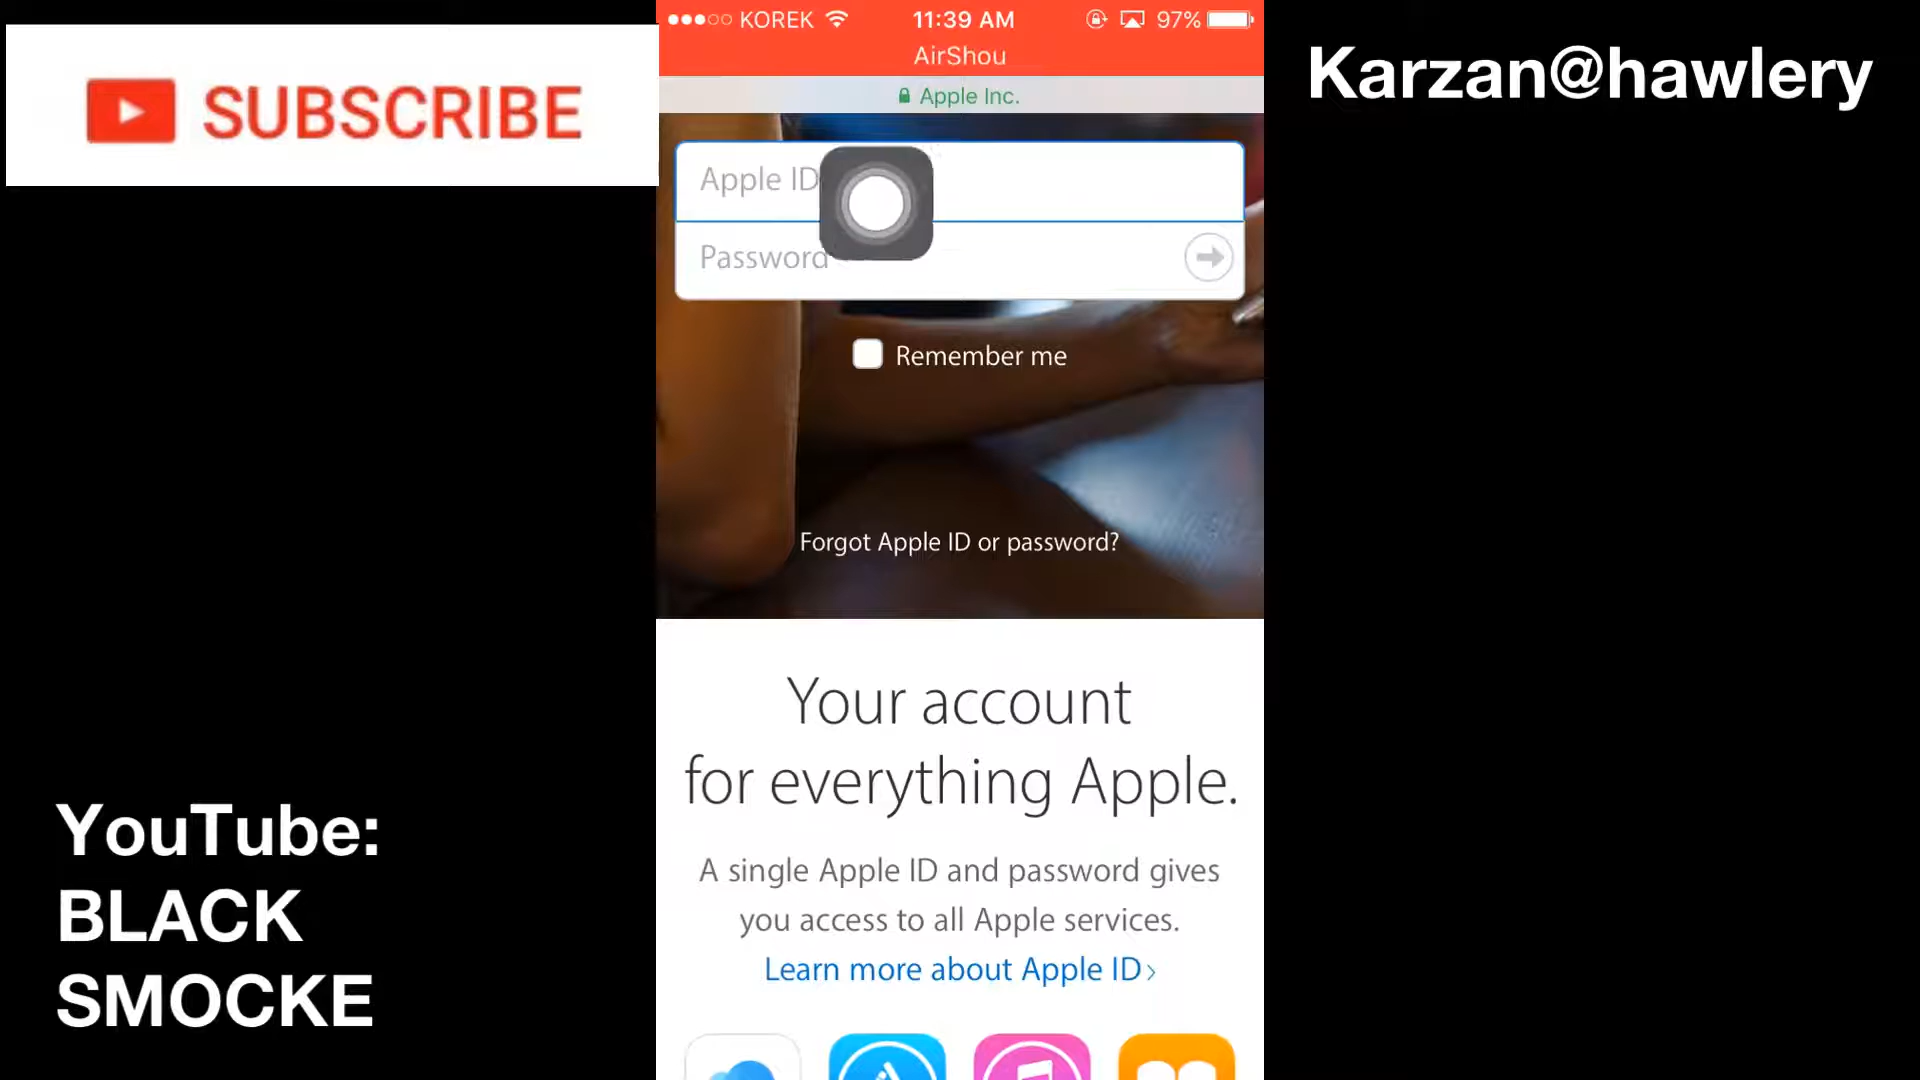 SUBSCRIBE
KOREK 11:39 AM 97%
AirShou
Apple Inc.
Karzan@hawlery
Apple ID
Password
Remember me
Forgot Apple ID or password?
Your account
for everything Apple.
A single Apple ID and password gives
you access to all Apple services.
Learn more about Apple ID ›
YouTube:
BLACK
SMOCKE